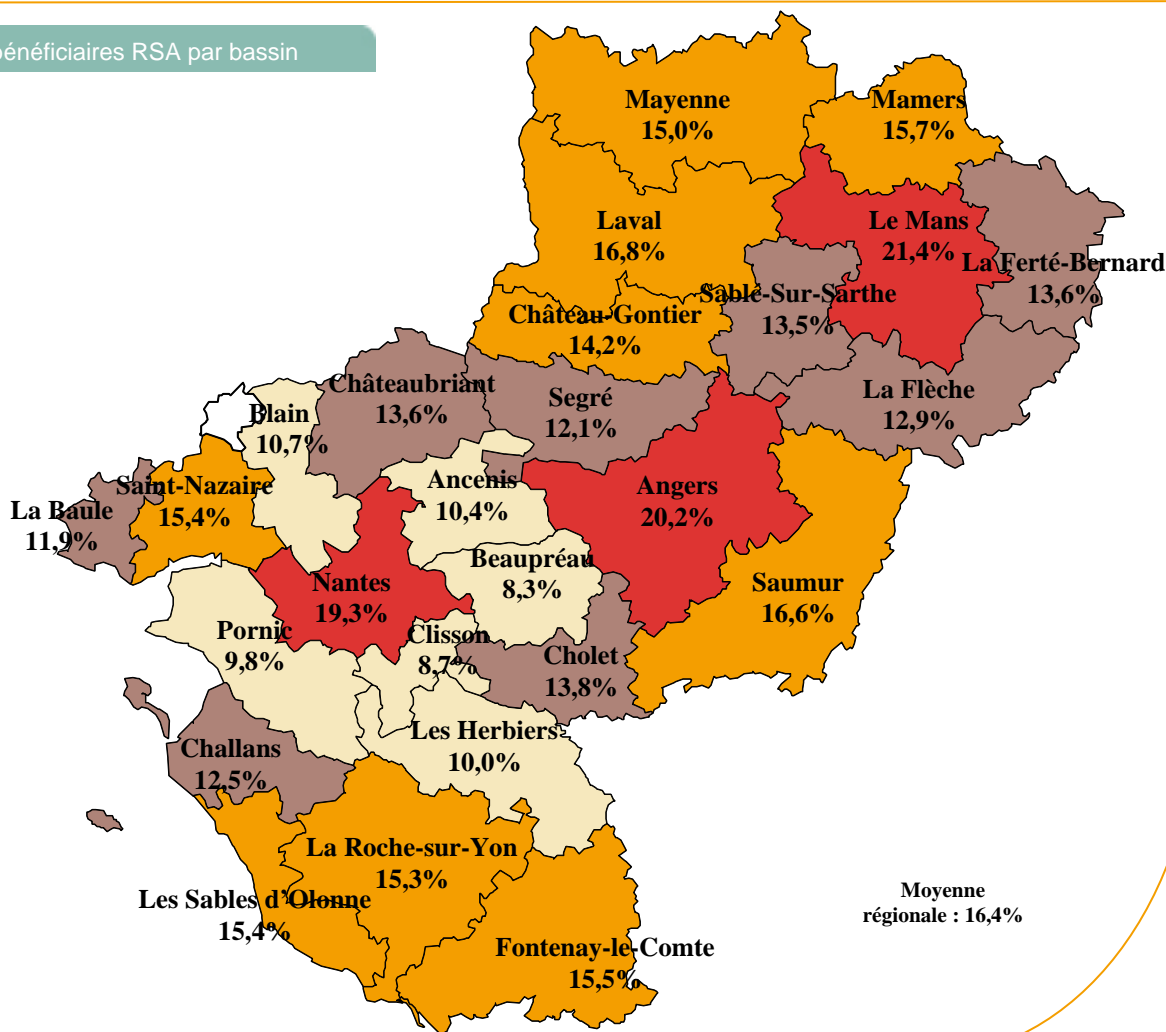 bénéficiaires RSA par bassin
Mayenne
15,0%
Mamers
15,7%
Laval
16,8%
Le Mans
21,4%
La Ferté-Bernard
13,6%
Sablé-Sur-Sarthe
13,5%
Château-Gontier
14,2%
Châteaubriant
13,6%
Segré
12,1%
La Flèche
12,9%
Blain
10,7%
Ancenis
10,4%
Angers
20,2%
Saint-Nazaire
15,4%
La Baule
11,9%
Beaupréau
8,3%
Nantes
19,3%
Saumur
16,6%
Pornic
9,8%
Clisson
8,7%
Cholet
13,8%
Les Herbiers
10,0%
Challans
12,5%
La Roche-sur-Yon
15,3%
Les Sables d’Olonne
15,4%
Fontenay-le-Comte
15,5%
Moyenne
régionale : 16,4%